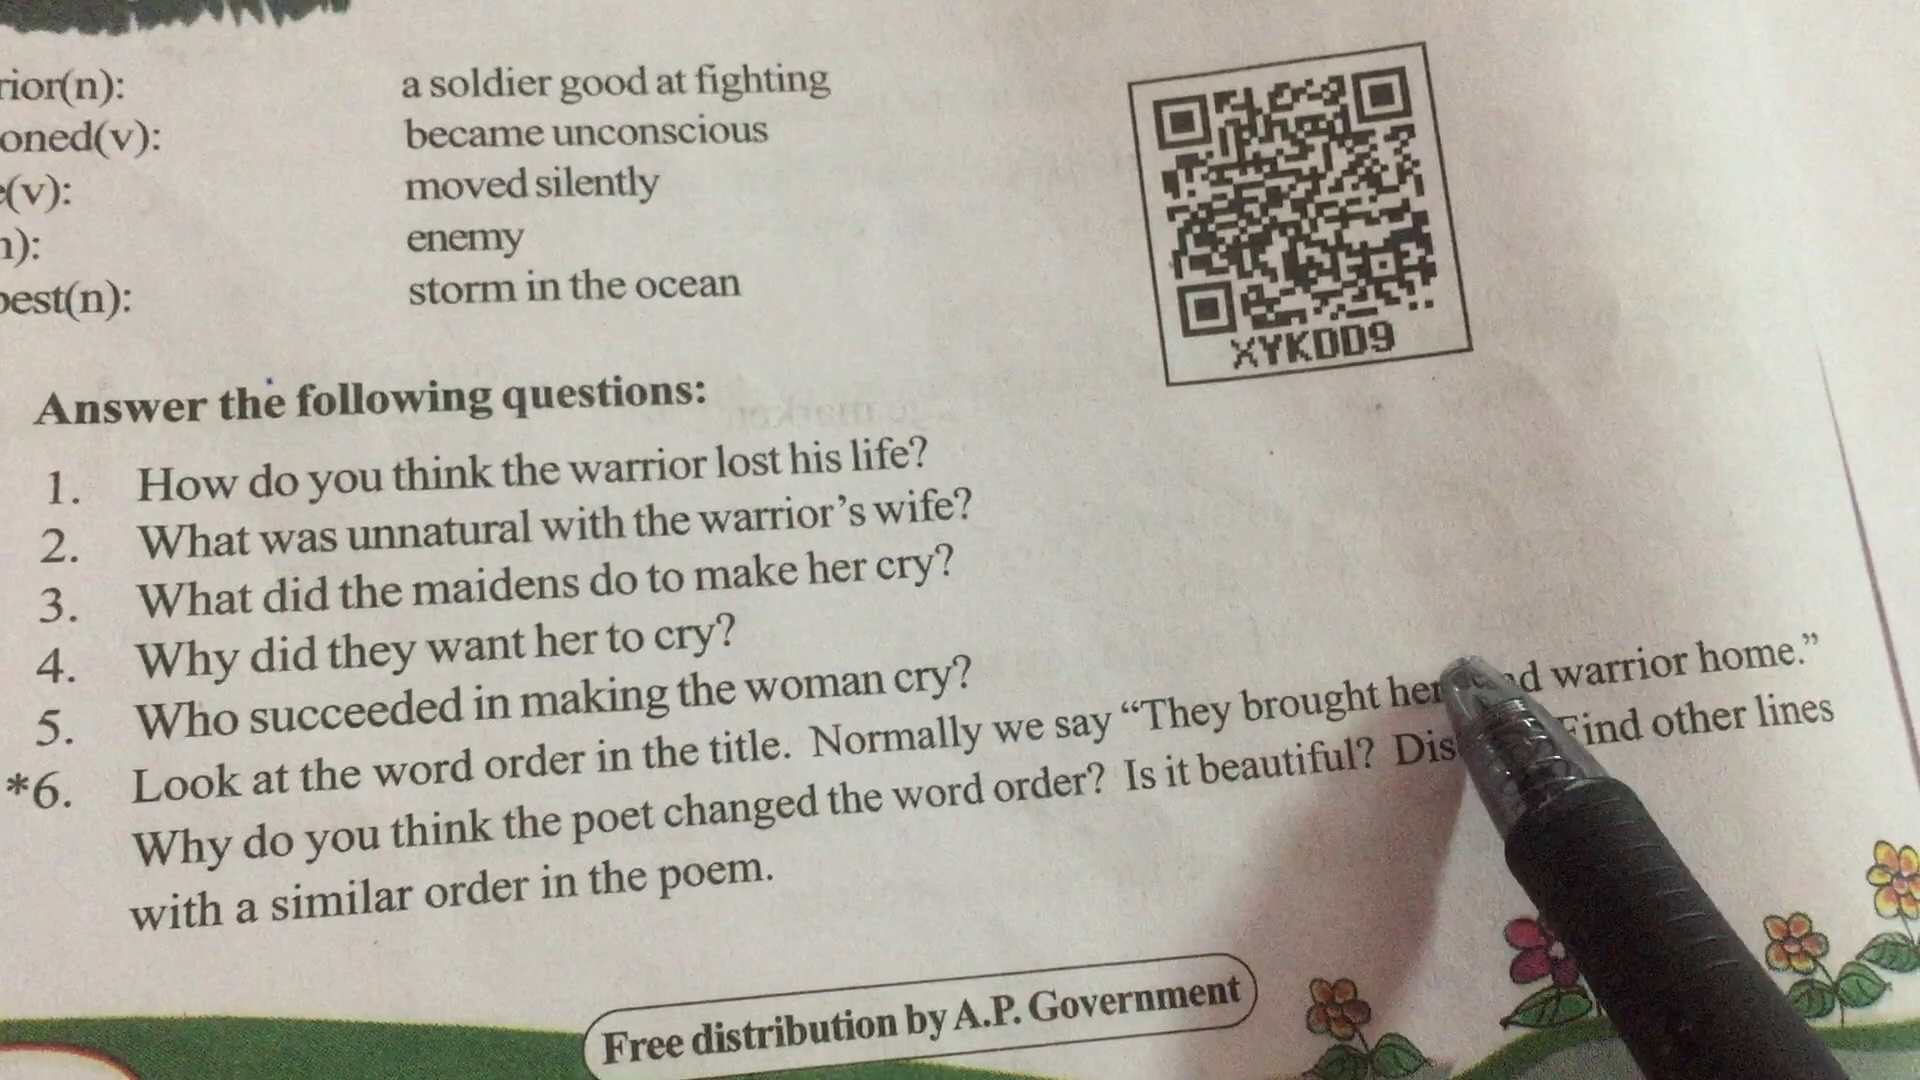 rior(n): a soldier good at fighting
oned(v): became unconscious
(v): moved silently
): enemy
pest(n): storm in the ocean
XYKDD9
Answer the following questions:
1. How do you think the warrior lost his life?
2. What was unnatural with the warrior's wife?
3. What did the maidens do to make her cry?
4. Why did they want her to cry?
5. Who succeeded in making the woman cry?
*6. Look at the word order in the title. Normally we say “They brought her warrior home.”
Why do you think the poet changed the word order? Is it beautiful? Dis Find other lines
with a similar order in the poem.
Free distribution by A.P. Government